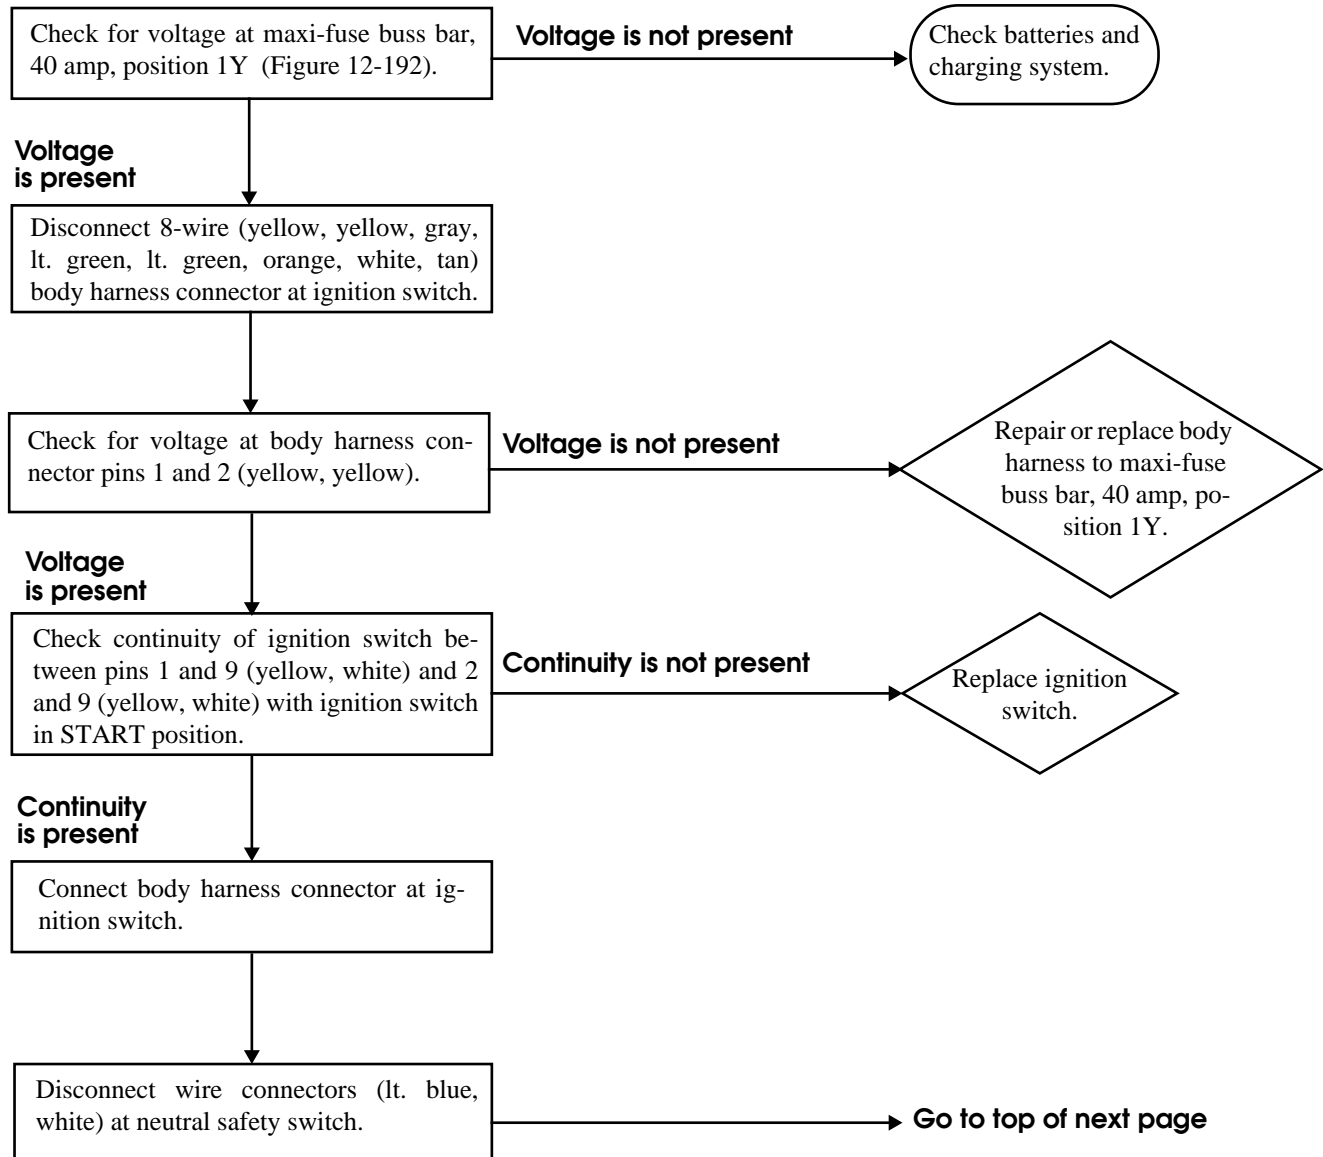 Check for voltage at maxi-fuse buss bar,
40 amp, position 1Y (Figure 12-192).
Voltage is not present
Check batteries and
charging system.
Voltage
is present
Disconnect 8-wire (yellow, yellow, gray,
lt. green, lt. green, orange, white, tan)
body harness connector at ignition switch.
Check for voltage at body harness con-
nector pins 1 and 2 (yellow, yellow).
Voltage is not present
Repair or replace body
harness to maxi-fuse
buss bar, 40 amp, po-
sition 1Y.
Voltage
is present
Check continuity of ignition switch be-
tween pins 1 and 9 (yellow, white) and 2
and 9 (yellow, white) with ignition switch
in START position.
Continuity is not present
Replace ignition
switch.
Continuity
is present
Connect body harness connector at ig-
nition switch.
Disconnect wire connectors (lt. blue,
white) at neutral safety switch.
Go to top of next page